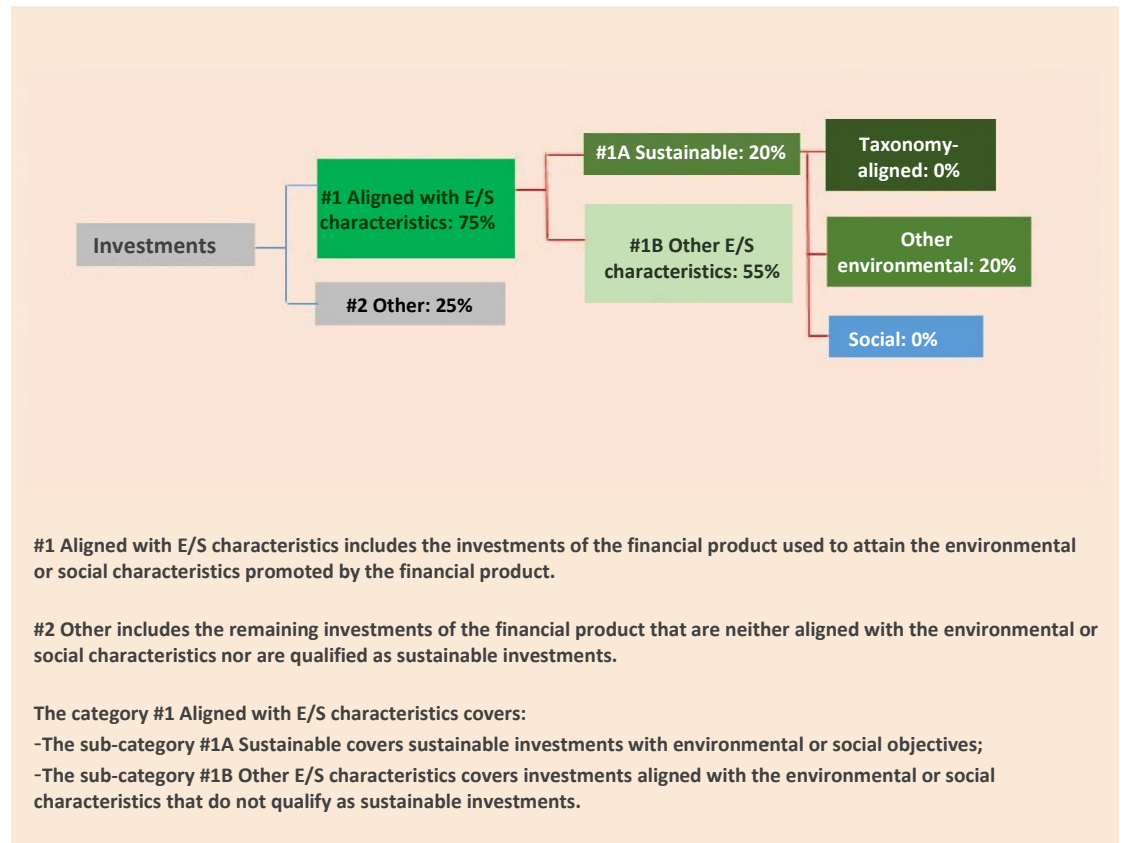 Investments
#1 Aligned with E/S
characteristics: 75%
#2 Other: 25%
#1A Sustainable: 20%
#1B Other E/S
characteristics: 55%
Taxonomy-
aligned: 0%
Other
environmental: 20%
Social: 0%
#1 Aligned with E/S characteristics includes the investments of the financial product used to attain the environmental
or social characteristics promoted by the financial product.
#2 Other includes the remaining investments of the financial product that are neither aligned with the environmental or
social characteristics nor are qualified as sustainable investments.
The category #1 Aligned with E/S characteristics covers:
-The sub-category #1A Sustainable covers sustainable investments with environmental or social objectives;
-The sub-category #1B Other E/S characteristics covers investments aligned with the environmental or social
characteristics that do not qualify as sustainable investments.